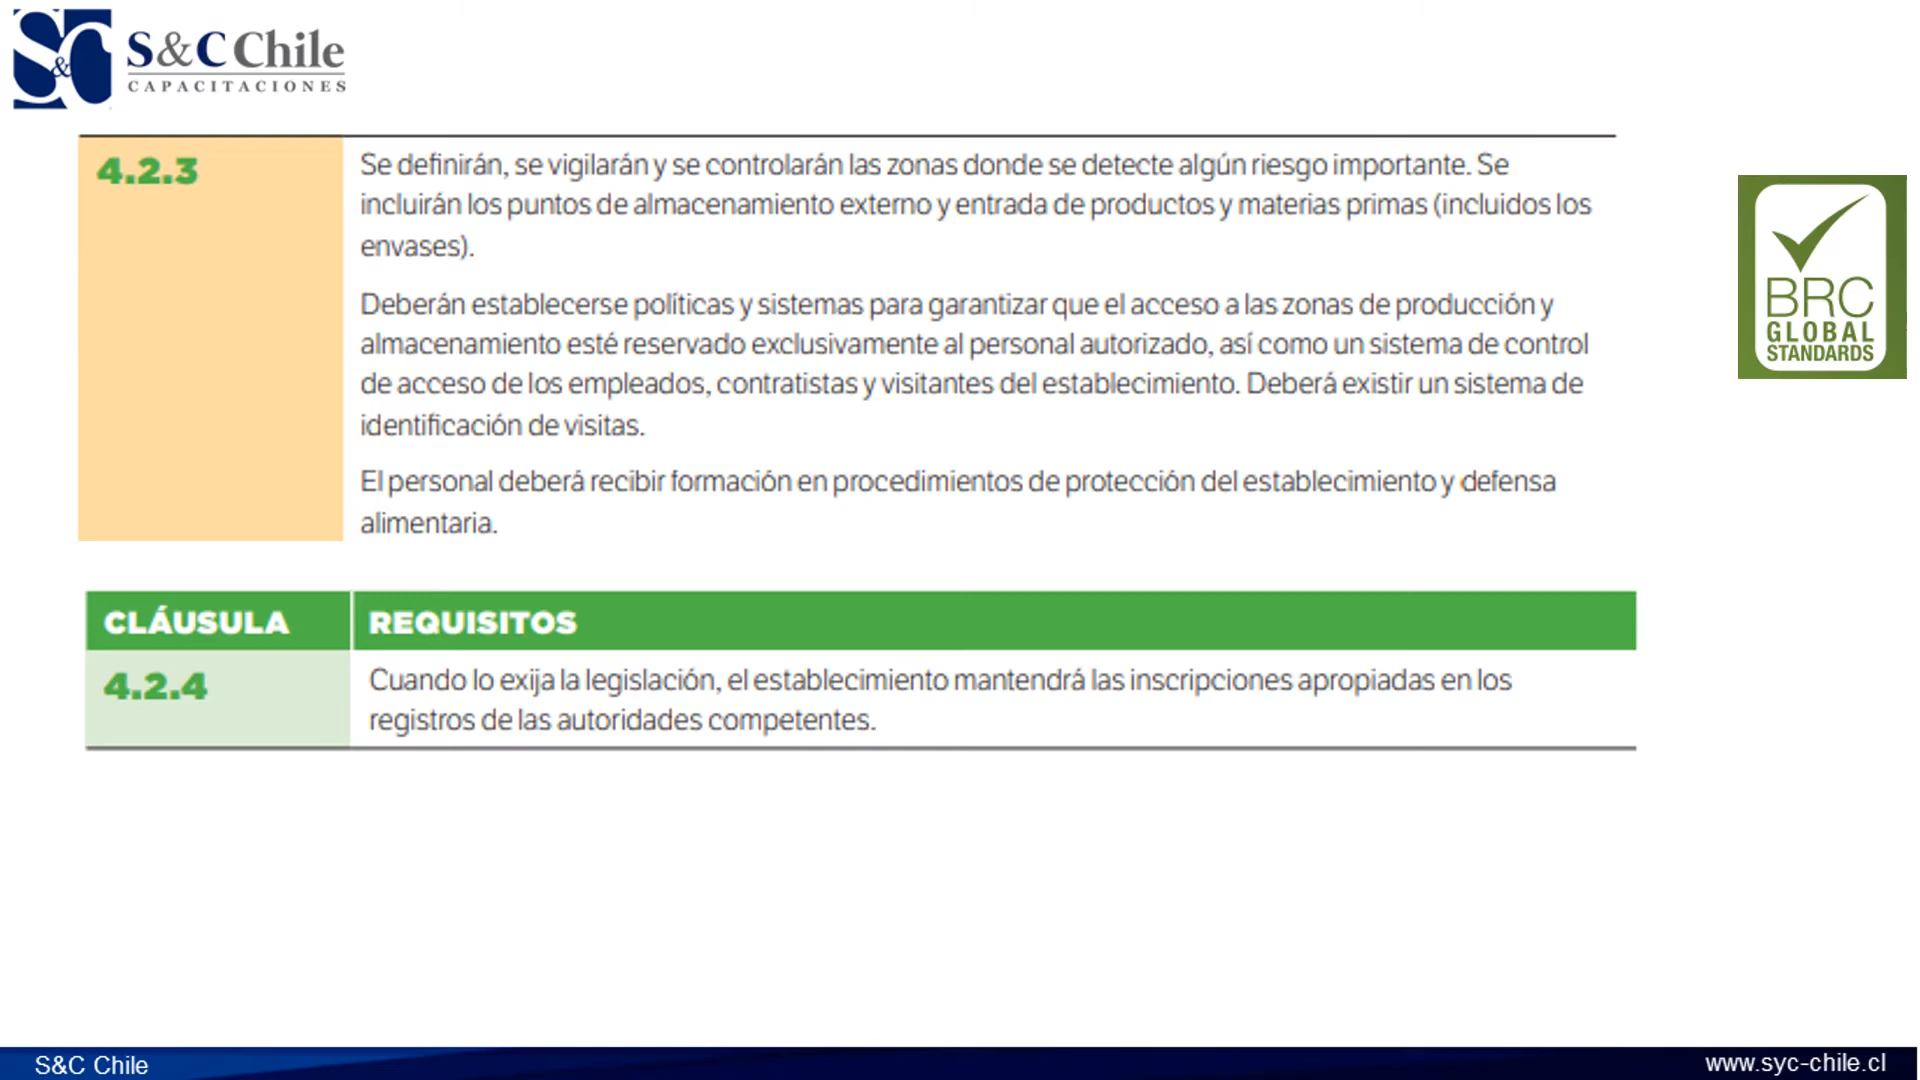 S&C
S&C Chile
CAPACITACIONES
4.2.3
Se definirán, se vigilarán y se controlarán las zonas donde se detecte algún riesgo importante. Se
incluirán los puntos de almacenamiento externo y entrada de productos y materias primas (incluidos los
envases).
Deberán establecerse políticas y sistemas para garantizar que el acceso a las zonas de producción y
almacenamiento esté reservado exclusivamente al personal autorizado, así como un sistema de control
de acceso de los empleados, contratistas y visitantes del establecimiento. Deberá existir un sistema de
identificación de visitas.
El personal deberá recibir formación en procedimientos de protección del establecimiento y defensa
alimentaria.
BRC
GLOBAL
STANDARDS
CLÁUSULA REQUISITOS
4.2.4
Cuando lo exija la legislación, el establecimiento mantendrá las inscripciones apropiadas en los
registros de las autoridades competentes.
S&C Chile
www.syc-chile.cl